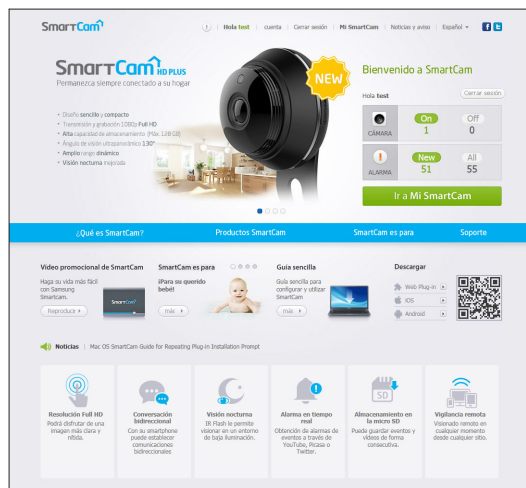 SmartCam
Hola test
cuenta
Cerrar sesión
Mi SmartCam
Noticias y aviso
Español
SmartCam HD PLUS
Permanezca siempre conectado a su hogar
NEW
• Diseño sencillo y compacto
• Transmisión y grabación 1080p Full HD
• Alta capacidad de almacenamiento (Máx. 128 GB)
• Ángulo de visión ultrapanorámico 130°
• Amplio rango dinámico
• Visión nocturna mejorada
Bienvenido a SmartCam
Hola test
Cerrar sesión
CÁMARA
On
1
Off
0
ALARMA
New
51
All
55
Ir a Mi SmartCam
¿Qué es SmartCam?
Productos SmartCam
SmartCam es para
Soporte
Vídeo promocional de SmartCam
Haga su vida más fácil
con Samsung
Smartcam.
Reproducir
SmartCam
SmartCam es para
¡Para su querido
bebé!
más
Guía sencilla
Guía sencilla para
configurar y utilizar
SmartCam
más
Descargar
Web Plug-in
iOS
Android
Noticias
Mac OS SmartCam Guide for Repeating Plug-in Installation Prompt
Resolución Full HD
Podrá disfrutar de una
imagen más clara y
nítida.
Conversación
bidireccional
Con su smartphone
puede establecer
comunicaciones
bidireccionales
Visión nocturna
IR Flash le permite
visionar en un entorno
de baja iluminación.
Alarma en tiempo
real
Obtención de alarmas de
eventos a través de
YouTube, Picasa o
Twitter.
SD
Almacenamiento en
la micro SD
Puede guardar eventos y
vídeos de forma
consecutiva.
Vigilancia remota
Visionado remoto en
cualquier momento
desde cualquier sitio.